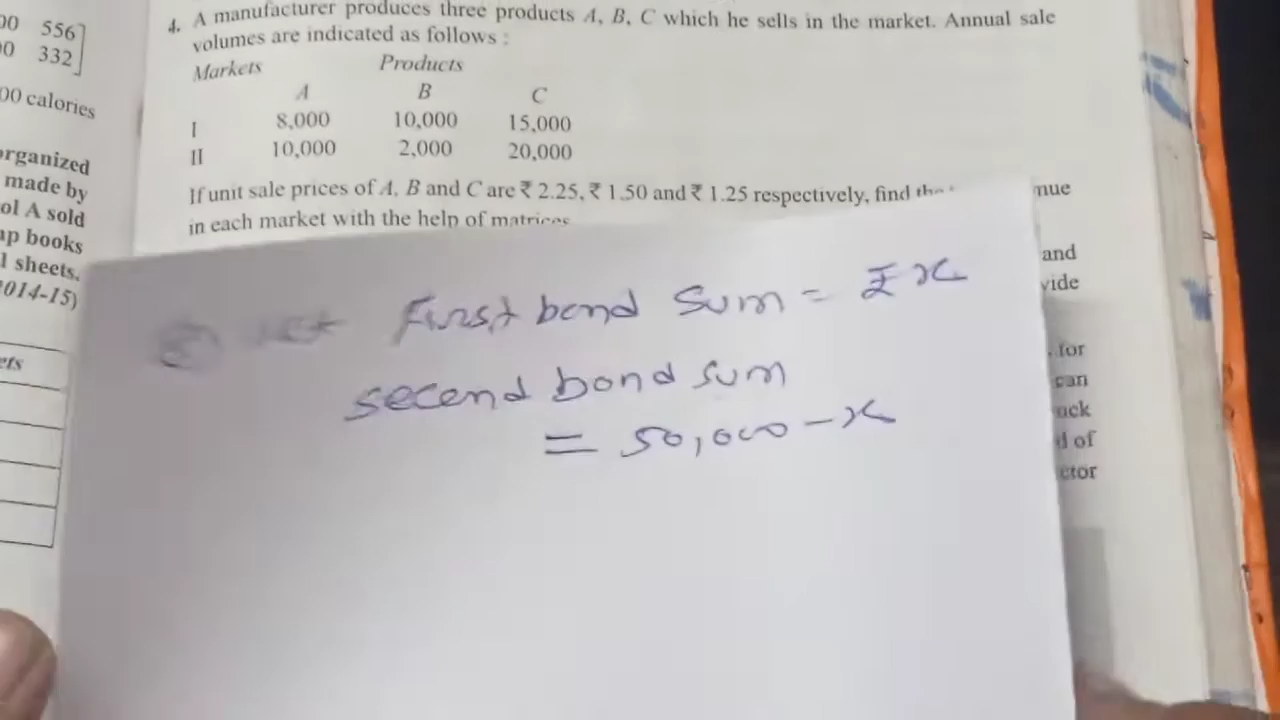 00 556
00 332
00 calories
organized
made by
ol A sold
ap books
l sheets.
2014-15)
ets
4. A manufacturer produces three products A, B, C which he sells in the market. Annual sale
volumes are indicated as follows :
Markets Products
A B C
I 8,000 10,000 15,000
II 10,000 2,000 20,000
If unit sale prices of A, B and C are ₹ 2.25, ₹ 1.50 and ₹ 1.25 respectively, find the nue
in each market with the help of matrices
and
vide
for
can
ack
d of
ctor
First bond sum = ₹ x
second bond sum
= 50,000 - x